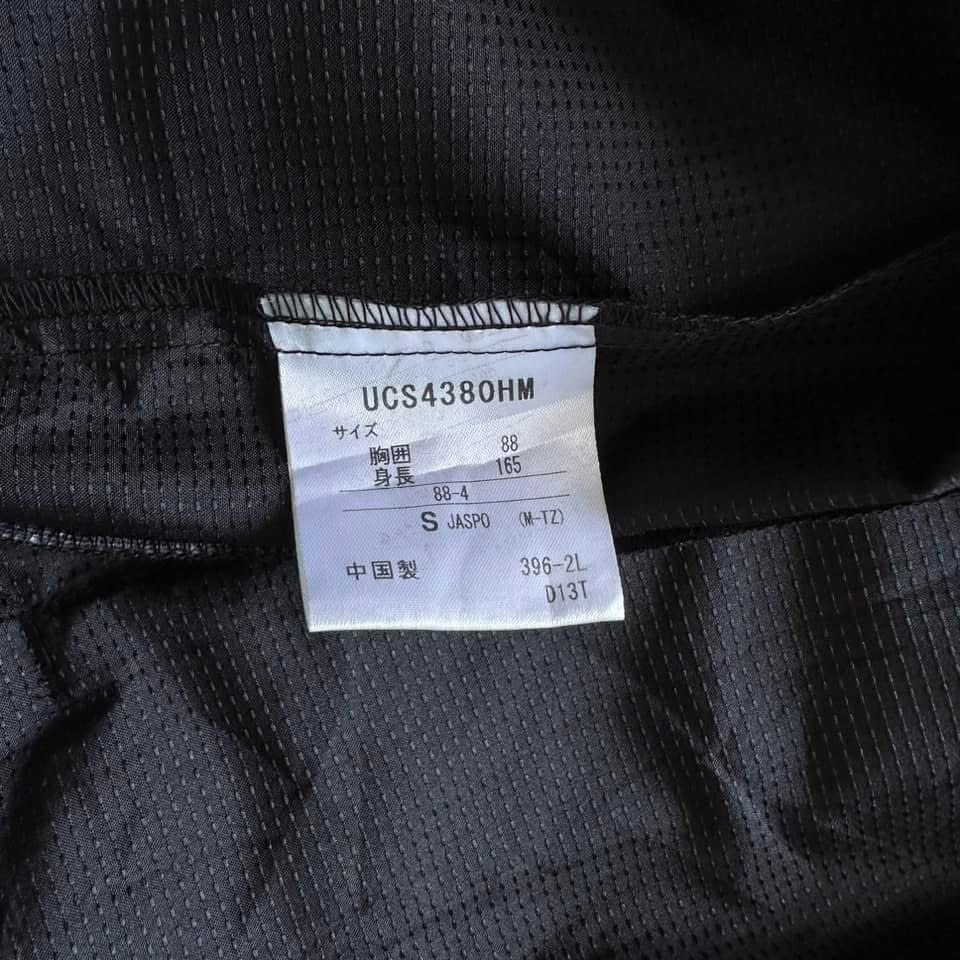 UCS4380HM
サイズ
胸囲 88
身長 165
88-4
S JASPO (M-TZ)
中国製 396-2L
D13T